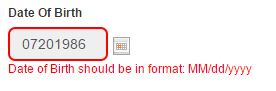 Date Of Birth
07201986
Date of Birth should be in format: MM/dd/yyyy